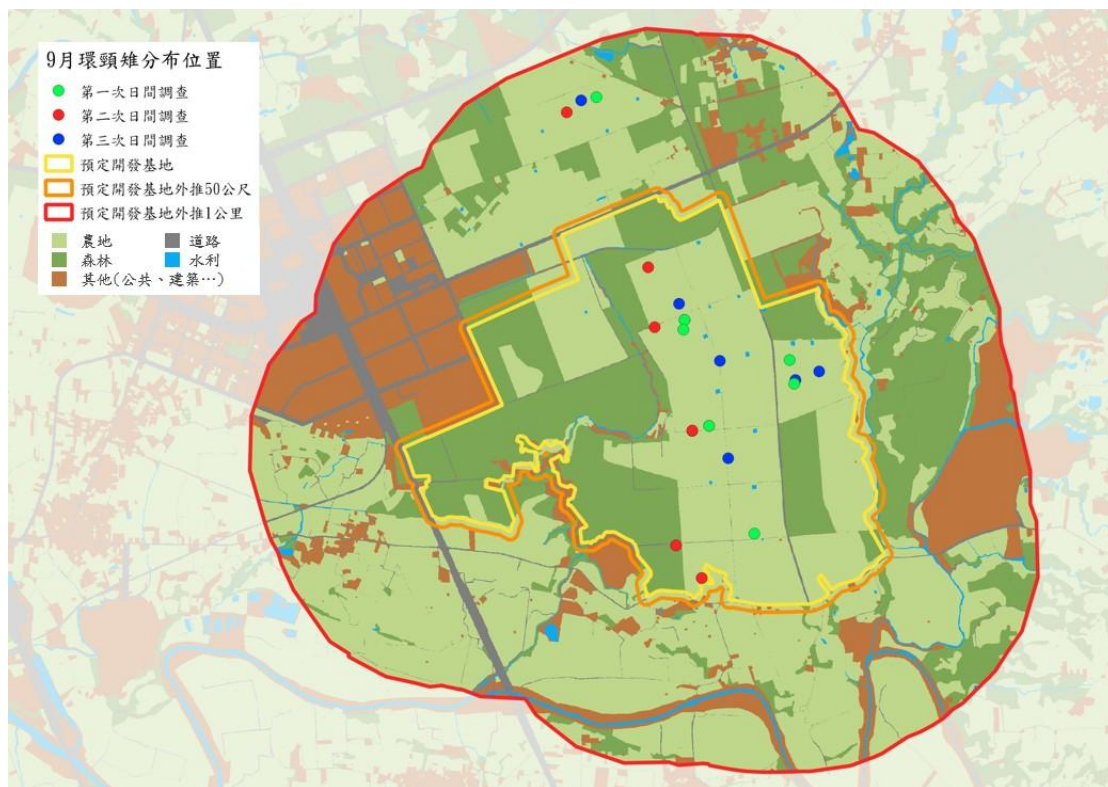 9月環頸雉分布位置
第一次日間調查
第二次日間調查
第三次日間調查
預定開發基地
預定開發基地外推50公尺
預定開發基地外推1公里
農地 道路
森林 水利
其他(公共、建築…)